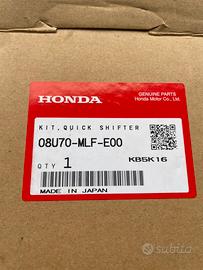 HONDA
GENUINE PARTS
Honda Motor Co., Ltd.
KIT, QUICK SHIFTER
08U70-MLF-E00
QTY 1
KB5K16
MADE IN JAPAN
subito